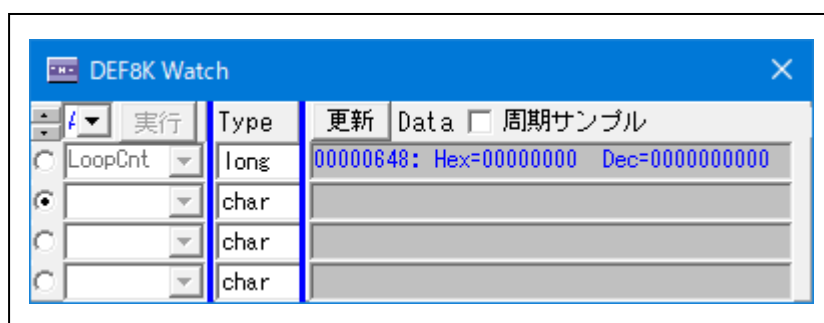 DEF8K Watch
実行 Type 更新 Data 周期サンプル
LoopCnt long 00000648: Hex=00000000 Dec=0000000000
char
char
char